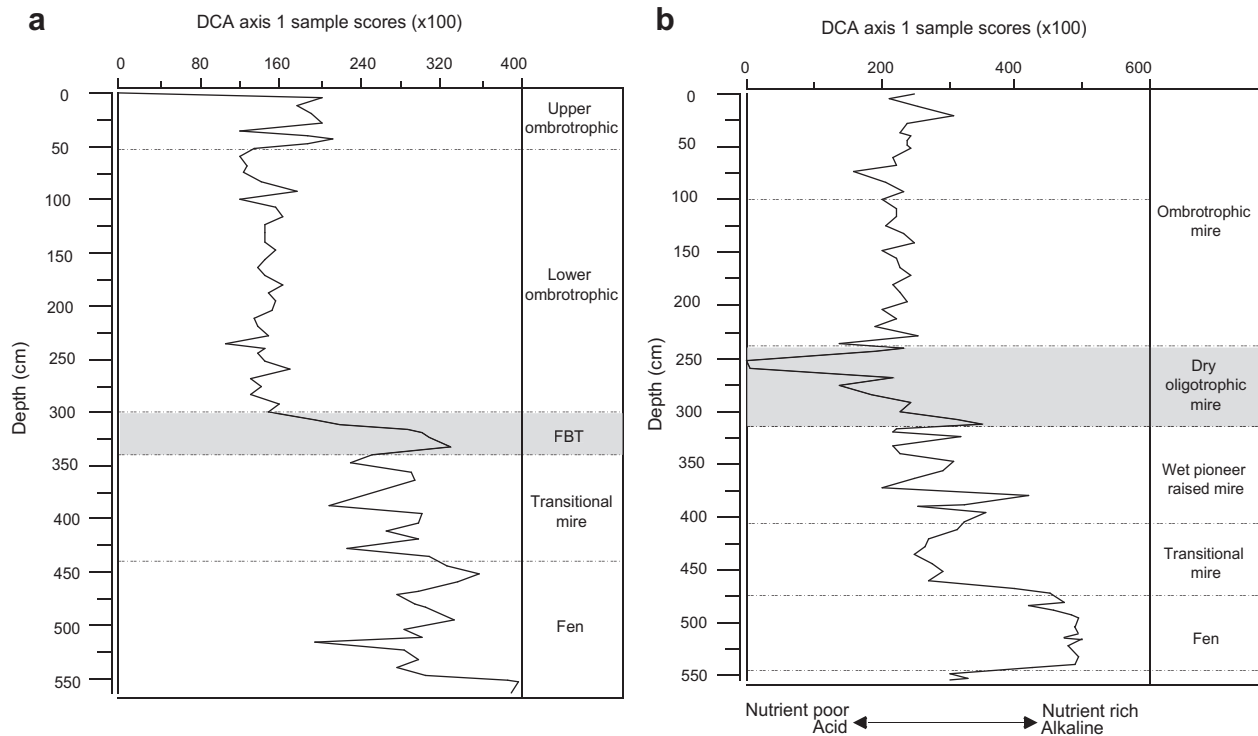 a
DCA axis 1 sample scores (x100)
0 80 160 240 320 400
Depth (cm)
0
50
100
150
200
250
300
350
400
450
500
550
Upper
ombrotrophic
Lower
ombrotrophic
FBT
Transitional
mire
Fen
b
DCA axis 1 sample scores (x100)
0 200 400 600
Depth (cm)
0
50
100
150
200
250
300
350
400
450
500
550
Ombrotrophic
mire
Dry
oligotrophic
mire
Wet pioneer
raised mire
Transitional
mire
Fen
Nutrient poor
Acid
Nutrient rich
Alkaline